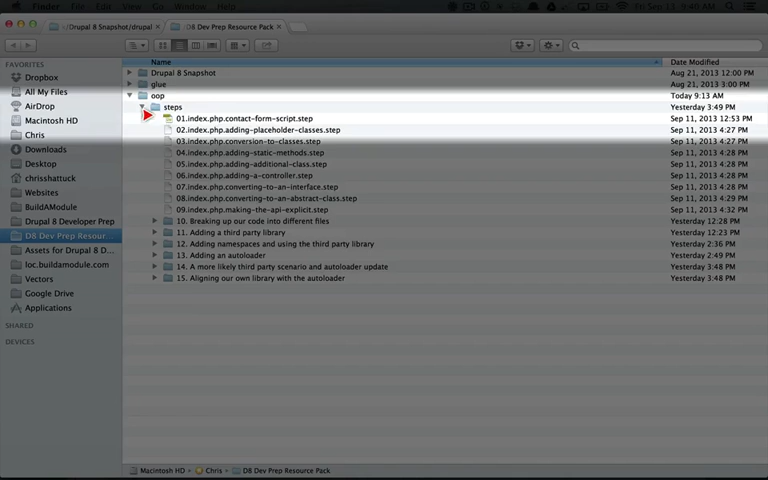 Finder File Edit View Go Window Help
Fri Sep 11 9:40 AM
~/Drupal 8 Snapshot/drupal
D8 Dev Prep Resource Pack
FAVORITES
Dropbox
All My Files
AirDrop
Macintosh HD
Chris
Downloads
Desktop
chrisshattuck
Websites
BuildAModule
Drupal 8 Developer Prep
D8 Dev Prep Resour...
Assets for Drupal 8 D...
loc.buildamodule.com
Vectors
Google Drive
Applications
SHARED
DEVICES
Name Date Modified
Drupal 8 Snapshot Aug 21, 2013 12:00 PM
glue Aug 21, 2013 3:51 PM
oop Today 9:13 AM
steps Yesterday 3:49 PM
01.index.php.contact-form-script.step Sep 11, 2013 12:53 PM
02.index.php.adding-placeholder-classes.step Sep 11, 2013 4:27 PM
03.index.php.conversion-to-classes.step Sep 11, 2013 4:27 PM
04.index.php.adding-static-methods.step Sep 11, 2013 4:28 PM
05.index.php.adding-additional-class.step Sep 11, 2013 4:28 PM
06.index.php.adding-a-controller.step Sep 11, 2013 4:28 PM
07.index.php.converting-to-an-interface.step Sep 11, 2013 4:28 PM
08.index.php.converting-to-an-abstract-class.step Sep 11, 2013 4:29 PM
09.index.php.making-the-api-explicit.step Sep 11, 2013 4:32 PM
10. Breaking up our code into different files Yesterday 12:28 PM
11. Adding a third party library Yesterday 12:23 PM
12. Adding namespaces and using the third party library Yesterday 2:36 PM
13. Adding an autoloader Yesterday 2:49 PM
14. A more likely third party scenario and autoloader update Yesterday 3:48 PM
15. Aligning our own library with the autoloader Yesterday 3:48 PM
Macintosh HD Chris D8 Dev Prep Resource Pack